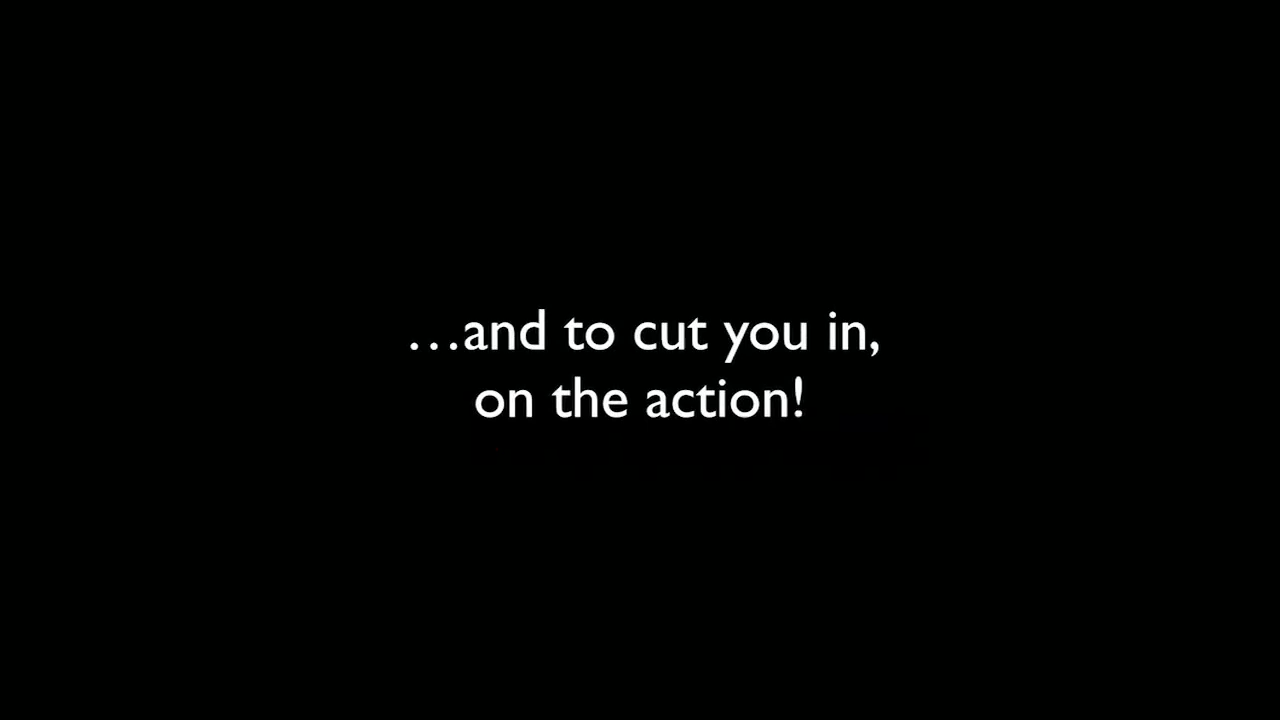 …and to cut you in,
on the action!